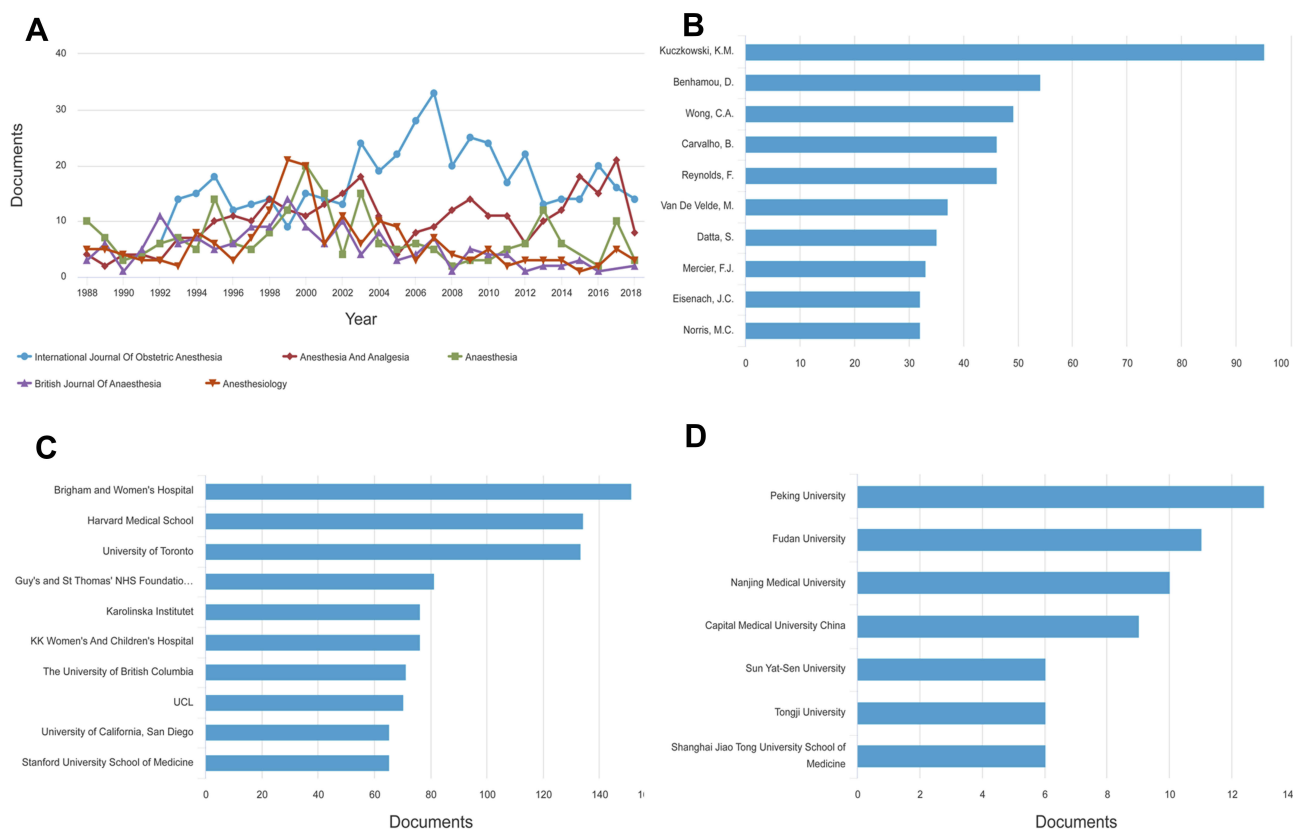 A
40
30
20
10
0
Documents
1988 1990 1992 1994 1996 1998 2000 2002 2004 2006 2008 2010 2012 2014 2016 2018
Year
International Journal Of Obstetric Anesthesia Anesthesia And Analgesia Anaesthesia
British Journal Of Anaesthesia Anesthesiology
B
Kuczkowski, K.M.
Benhamou, D.
Wong, C.A.
Carvalho, B.
Reynolds, F.
Van De Velde, M.
Datta, S.
Mercier, F.J.
Eisenach, J.C.
Norris, M.C.
0 10 20 30 40 50 60 70 80 90 100
C
Brigham and Women's Hospital
Harvard Medical School
University of Toronto
Guy's and St Thomas' NHS Foundatio…
Karolinska Institutet
KK Women's And Children's Hospital
The University of British Columbia
UCL
University of California, San Diego
Stanford University School of Medicine
0 20 40 60 80 100 120 140 16
Documents
D
Peking University
Fudan University
Nanjing Medical University
Capital Medical University China
Sun Yat-Sen University
Tongji University
Shanghai Jiao Tong University School of
Medicine
0 2 4 6 8 10 12 14
Documents